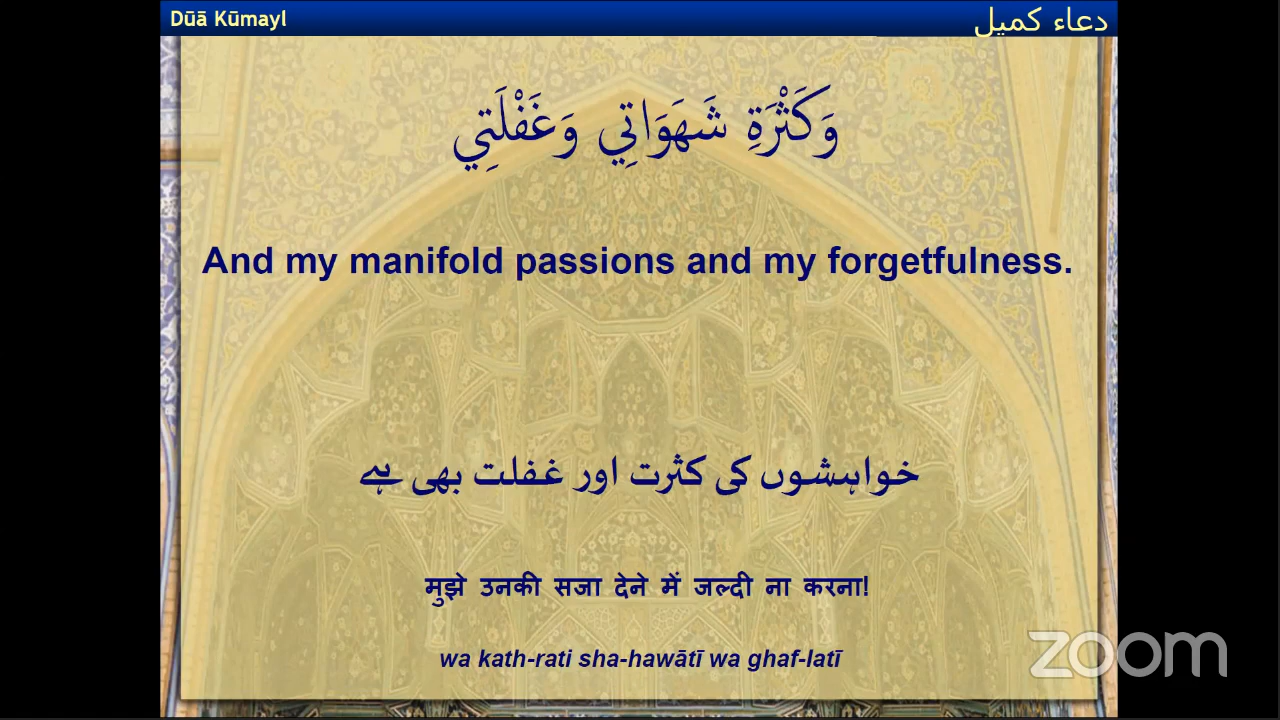 Dūā Kūmayl
دعاء كميل
وَكَثْرَةِ شَهَوَاتِي وَغَفْلَتِي
And my manifold passions and my forgetfulness.
خواہشوں کی کثرت اور غفلت بھی ہے
मुझे उनकी सजा देने में जल्दी ना करना!
wa kath-rati sha-hawātī wa ghaf-latī
zoom